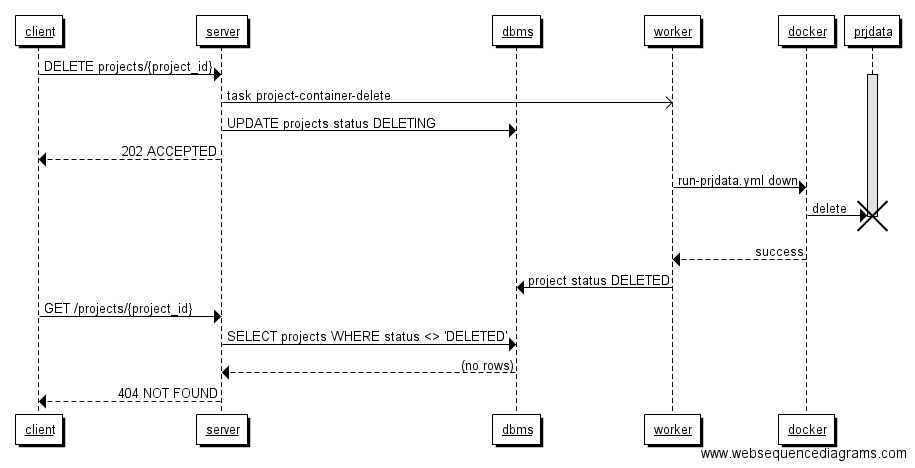 client server dbms worker docker prjdata
DELETE projects/{project_id}
task project-container-delete
UPDATE projects status DELETING
202 ACCEPTED
run-prjdata.yml down
delete
success
project status DELETED
GET /projects/{project_id}
SELECT projects WHERE status <> 'DELETED'
(no rows)
404 NOT FOUND
client server dbms worker docker
www.websequencediagrams.com